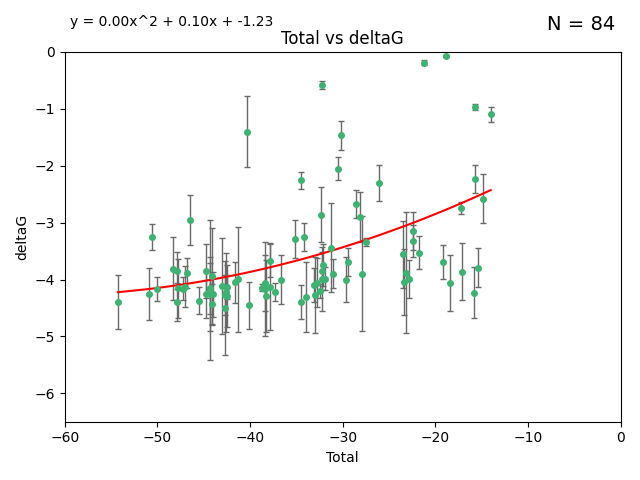 y = 0.00x^2 + 0.10x + -1.23
N = 84
Total vs deltaG
0
−1
−2
−3
−4
−5
−6
deltaG
−60 −50 −40 −30 −20 −10 0
Total